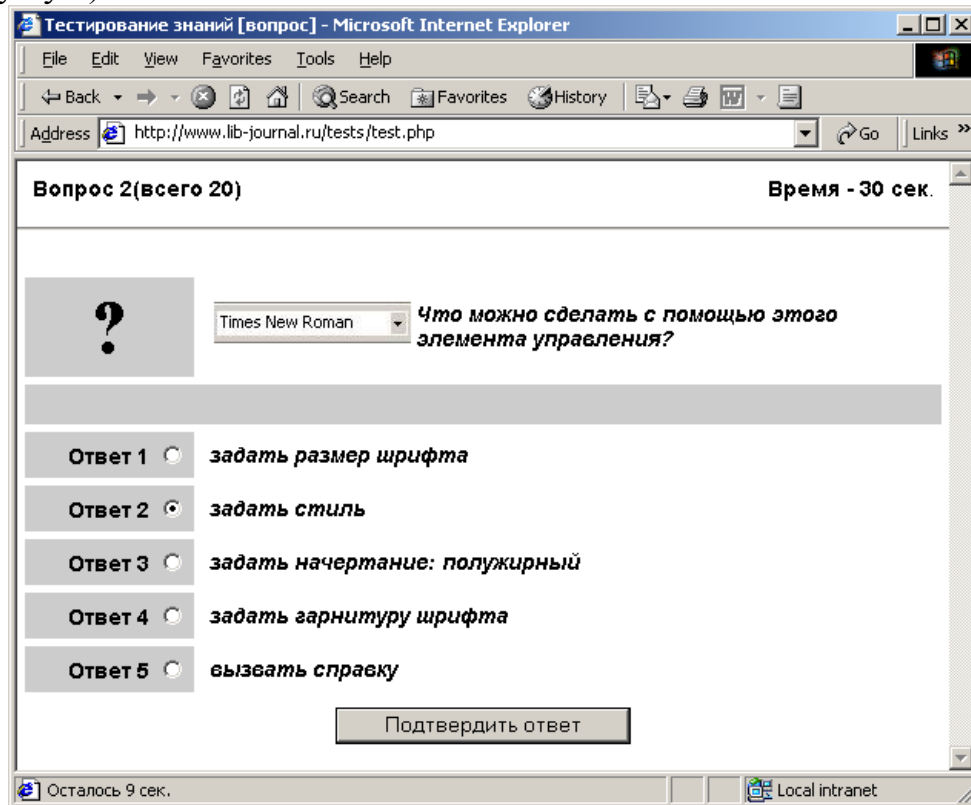 Тестирование знаний [вопрос] - Microsoft Internet Explorer
File Edit View Favorites Tools Help
Back Search Favorites History
Address http://www.lib-journal.ru/tests/test.php Go Links »
Вопрос 2(всего 20) Время - 30 сек.
? Times New Roman Что можно сделать с помощью этого
элемента управления?
Ответ 1 задать размер шрифта
Ответ 2 задать стиль
Ответ 3 задать начертание: полужирный
Ответ 4 задать гарнитуру шрифта
Ответ 5 вызвать справку
Подтвердить ответ
Осталось 9 сек. Local intranet